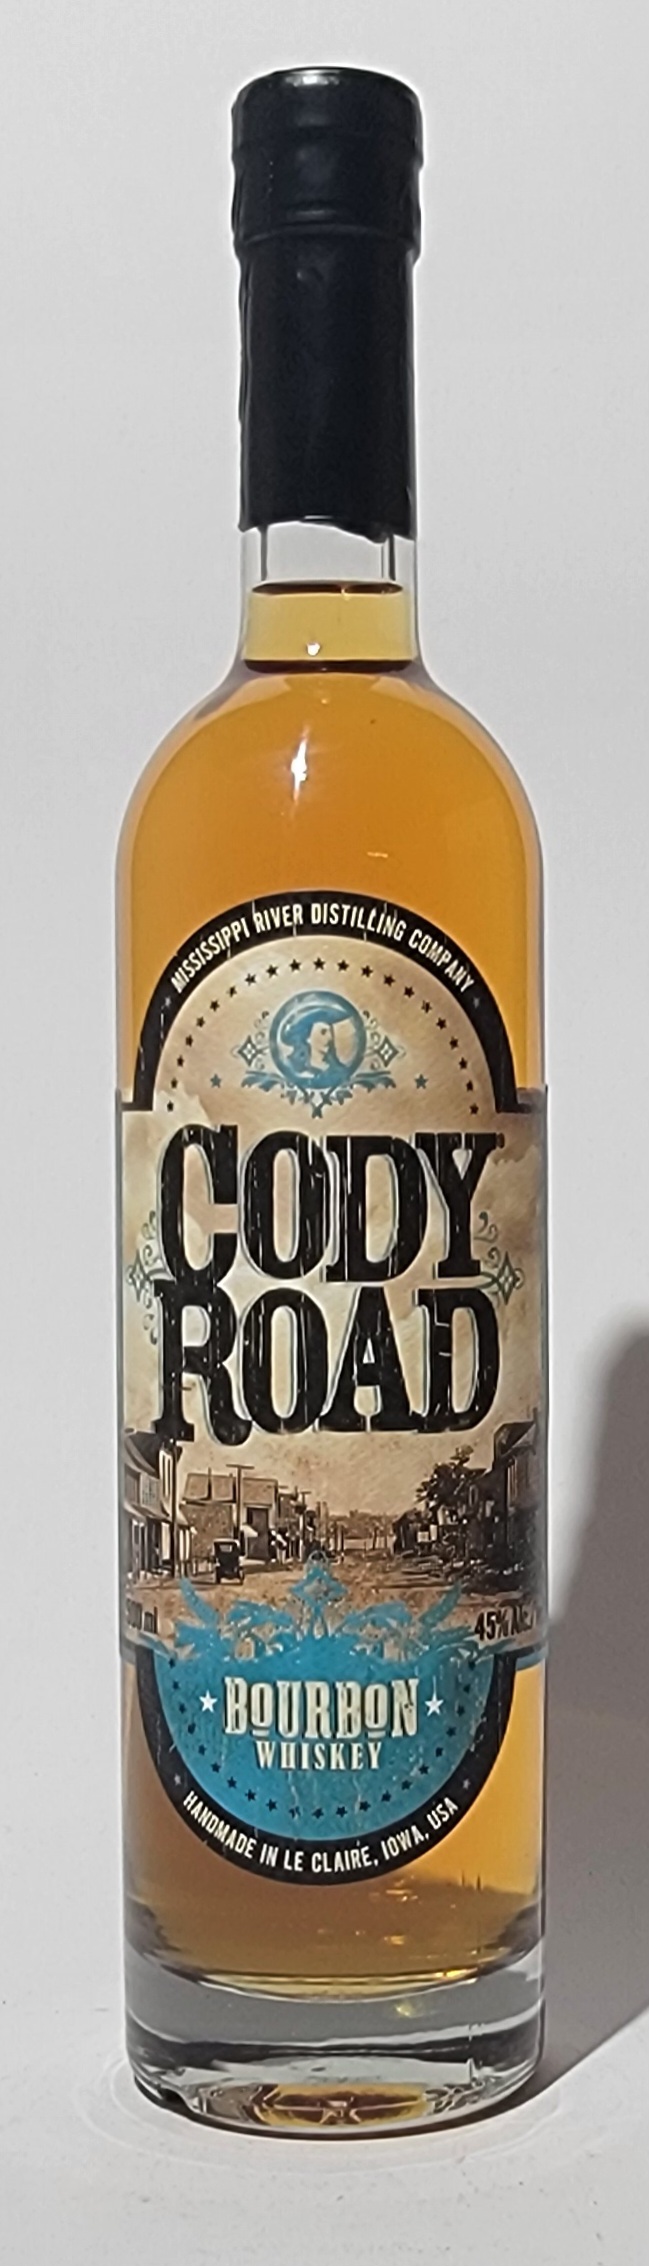 MISSISSIPPI RIVER DISTILLING COMPANY
CODY
ROAD
45%
BOURBON
WHISKEY
HANDMADE IN LE CLAIRE, IOWA, USA